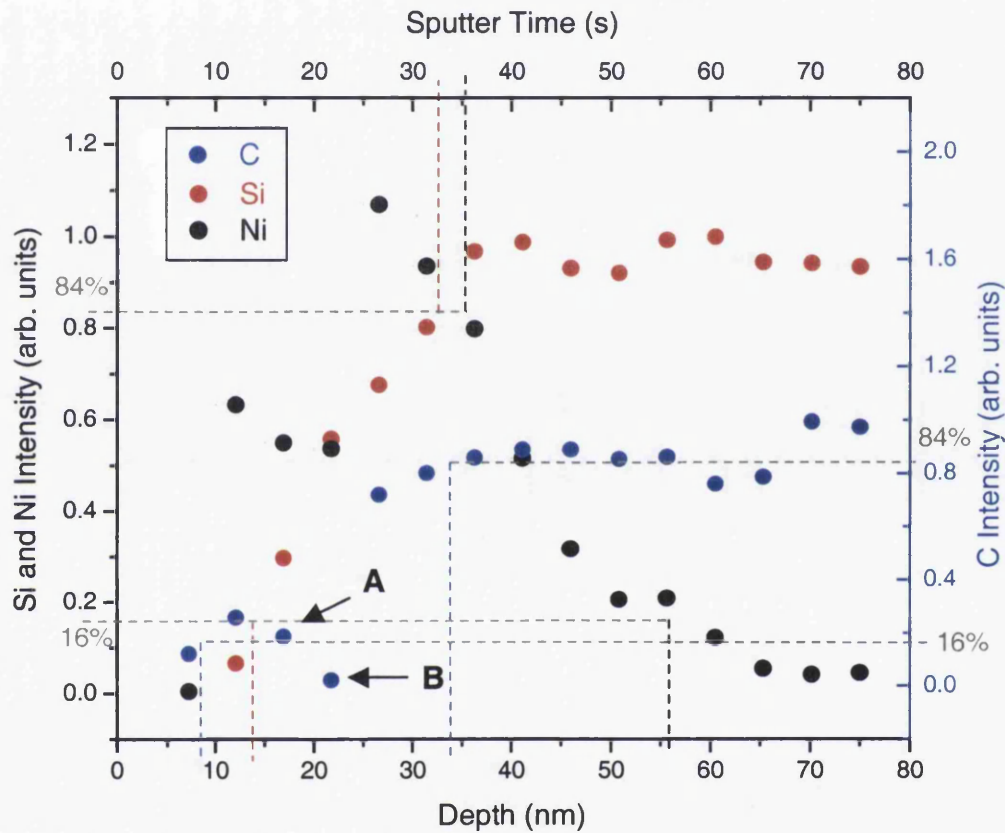 Sputter Time (s)
0 10 20 30 40 50 60 70 80
C
Si
Ni
Si and Ni Intensity (arb. units)
1.2
1.0
0.8
0.6
0.4
0.2
0.0
84%
16%
A
B
2.0
1.6
1.2
0.8
0.4
0.0
84%
16%
C Intensity (arb. units)
0 10 20 30 40 50 60 70 80
Depth (nm)